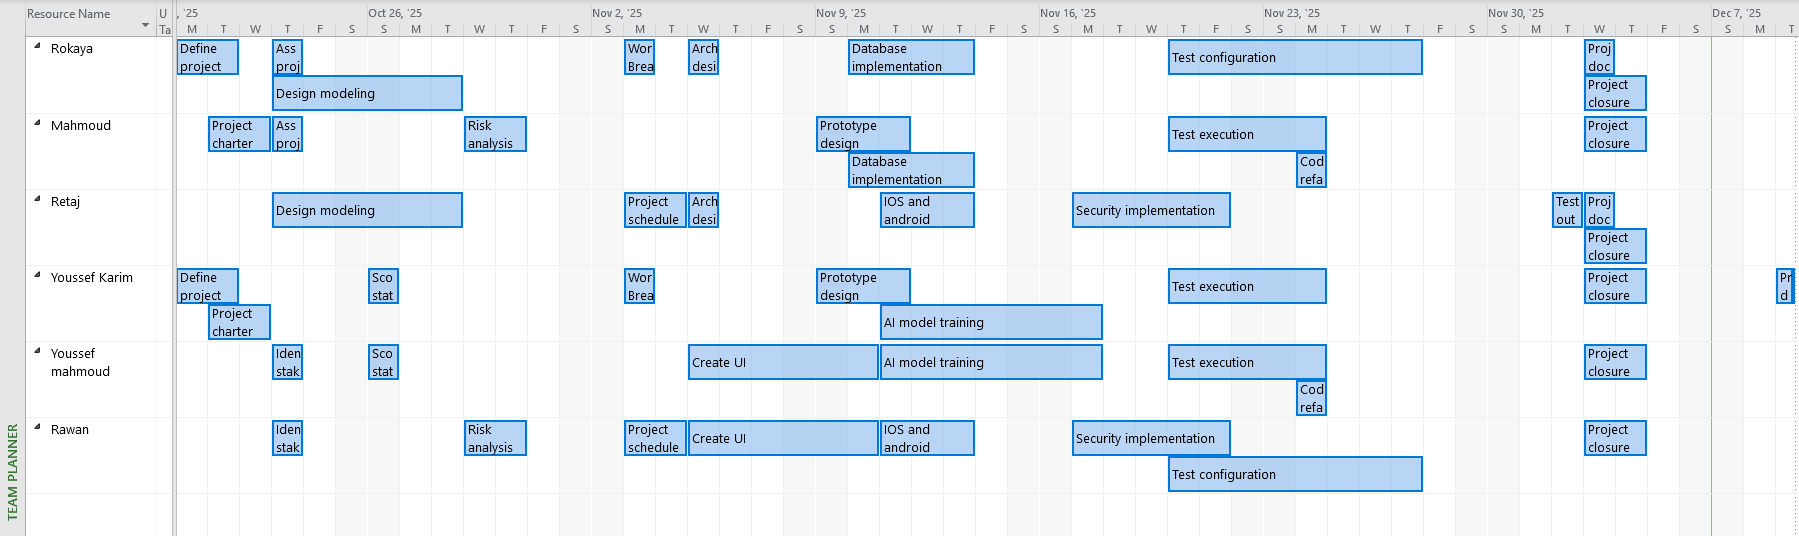 Resource Name
U
Ta
, '25
Oct 26, '25
Nov 2, '25
Nov 9, '25
Nov 16, '25
Nov 23, '25
Nov 30, '25
Dec 7, '25
M T W T F S S M T W T F S S M T W T F S S M T W T F S S M T W T F S S M T W T F S S M T W T F S S M T
Rokaya
Define
project
Ass
proj
Wor
Brea
Arch
desi
Database
implementation
Test configuration
Proj
doc
Design modeling
Project
closure
Mahmoud
Project
charter
Ass
proj
Risk
analysis
Prototype
design
Test execution
Project
closure
Database
implementation
Cod
refa
Retaj
Design modeling
Project
schedule
Arch
desi
IOS and
android
Security implementation
Test
out
Proj
doc
Project
closure
Youssef Karim
Define
project
Sco
stat
Wor
Brea
Prototype
design
Test execution
Project
closure
Pr
d
Project
charter
AI model training
Youssef
mahmoud
Iden
stak
Sco
stat
Create UI
AI model training
Test execution
Project
closure
Cod
refa
Rawan
Iden
stak
Risk
analysis
Project
schedule
Create UI
IOS and
android
Security implementation
Project
closure
Test configuration
TEAM PLANNER